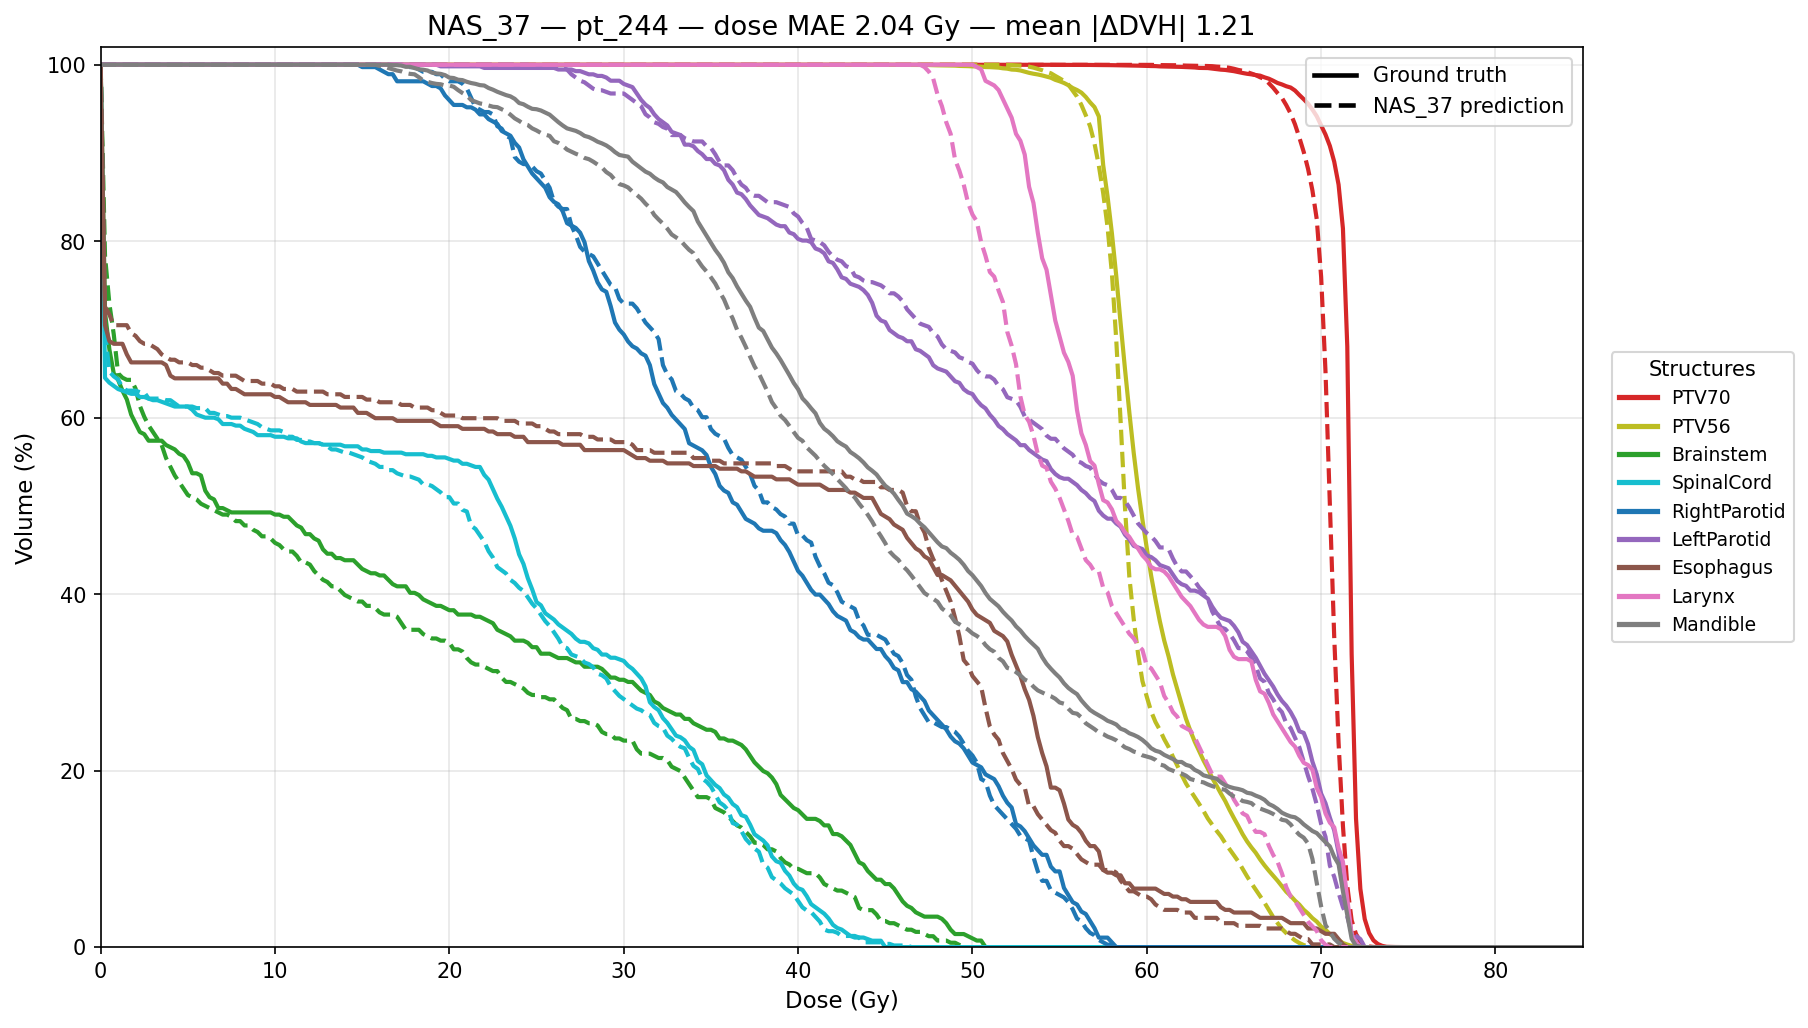 NAS_37 — pt_244 — dose MAE 2.04 Gy — mean |ΔDVH| 1.21
Ground truth
NAS_37 prediction
Volume (%)
100
80
60
40
20
0
0 10 20 30 40 50 60 70 80
Dose (Gy)
Structures
PTV70
PTV56
Brainstem
SpinalCord
RightParotid
LeftParotid
Esophagus
Larynx
Mandible